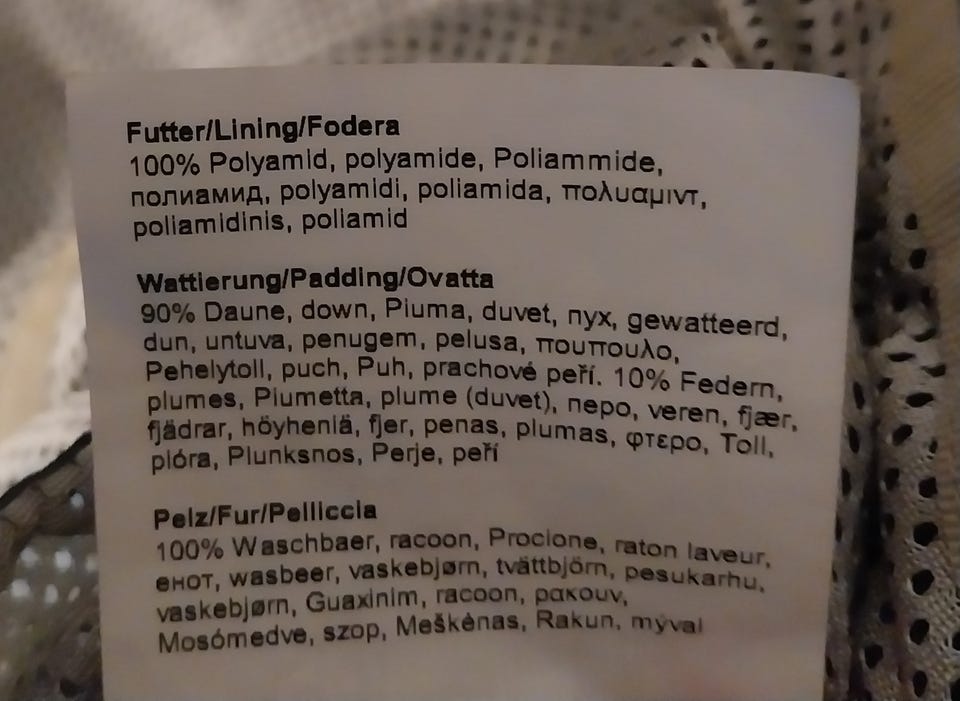 Futter/Lining/Fodera
100% Polyamid, polyamide, Poliammide,
полиамид, polyamidi, poliamida, πολυαμιντ,
poliamidinis, poliamid
Wattierung/Padding/Ovatta
90% Daune, down, Piuma, duvet, пух, gewatteerd,
dun, untuva, penugem, pelusa, πουπουλο,
Pehelytoll, puch, Puh, prachové peří. 10% Federn,
plumes, Piumetta, plume (duvet), перо, veren, fjær,
fjädrar, höyheniä, fjer, penas, plumas, φτερο, Toll,
pióra, Plunksnos, Perje, peří
Pelz/Fur/Pelliccia
100% Waschbaer, racoon, Procione, raton laveur,
енот, wasbeer, vaskebjørn, tvättbjörn, pesukarhu,
vaskebjørn, Guaxinim, racoon, ρακουν,
Mosómedve, szop, Meškėnas, Rakun, mýval